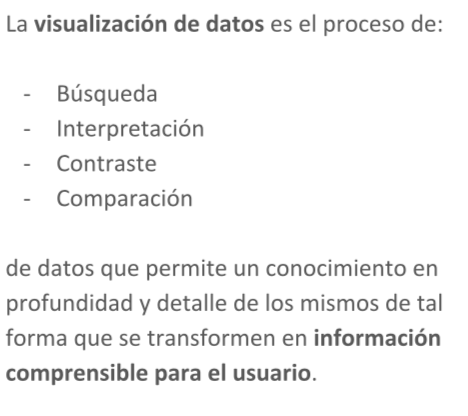 La visualización de datos es el proceso de:
- Búsqueda
- Interpretación
- Contraste
- Comparación
de datos que permite un conocimiento en
profundidad y detalle de los mismos de tal
forma que se transformen en información
comprensible para el usuario.